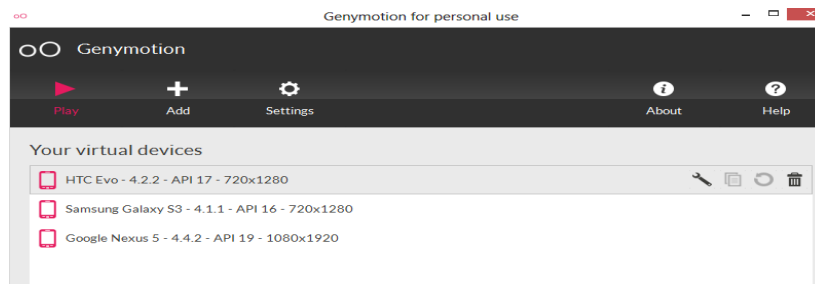 Genymotion for personal use
Genymotion
Play Add Settings About Help
Your virtual devices
HTC Evo - 4.2.2 - API 17 - 720x1280
Samsung Galaxy S3 - 4.1.1 - API 16 - 720x1280
Google Nexus 5 - 4.4.2 - API 19 - 1080x1920